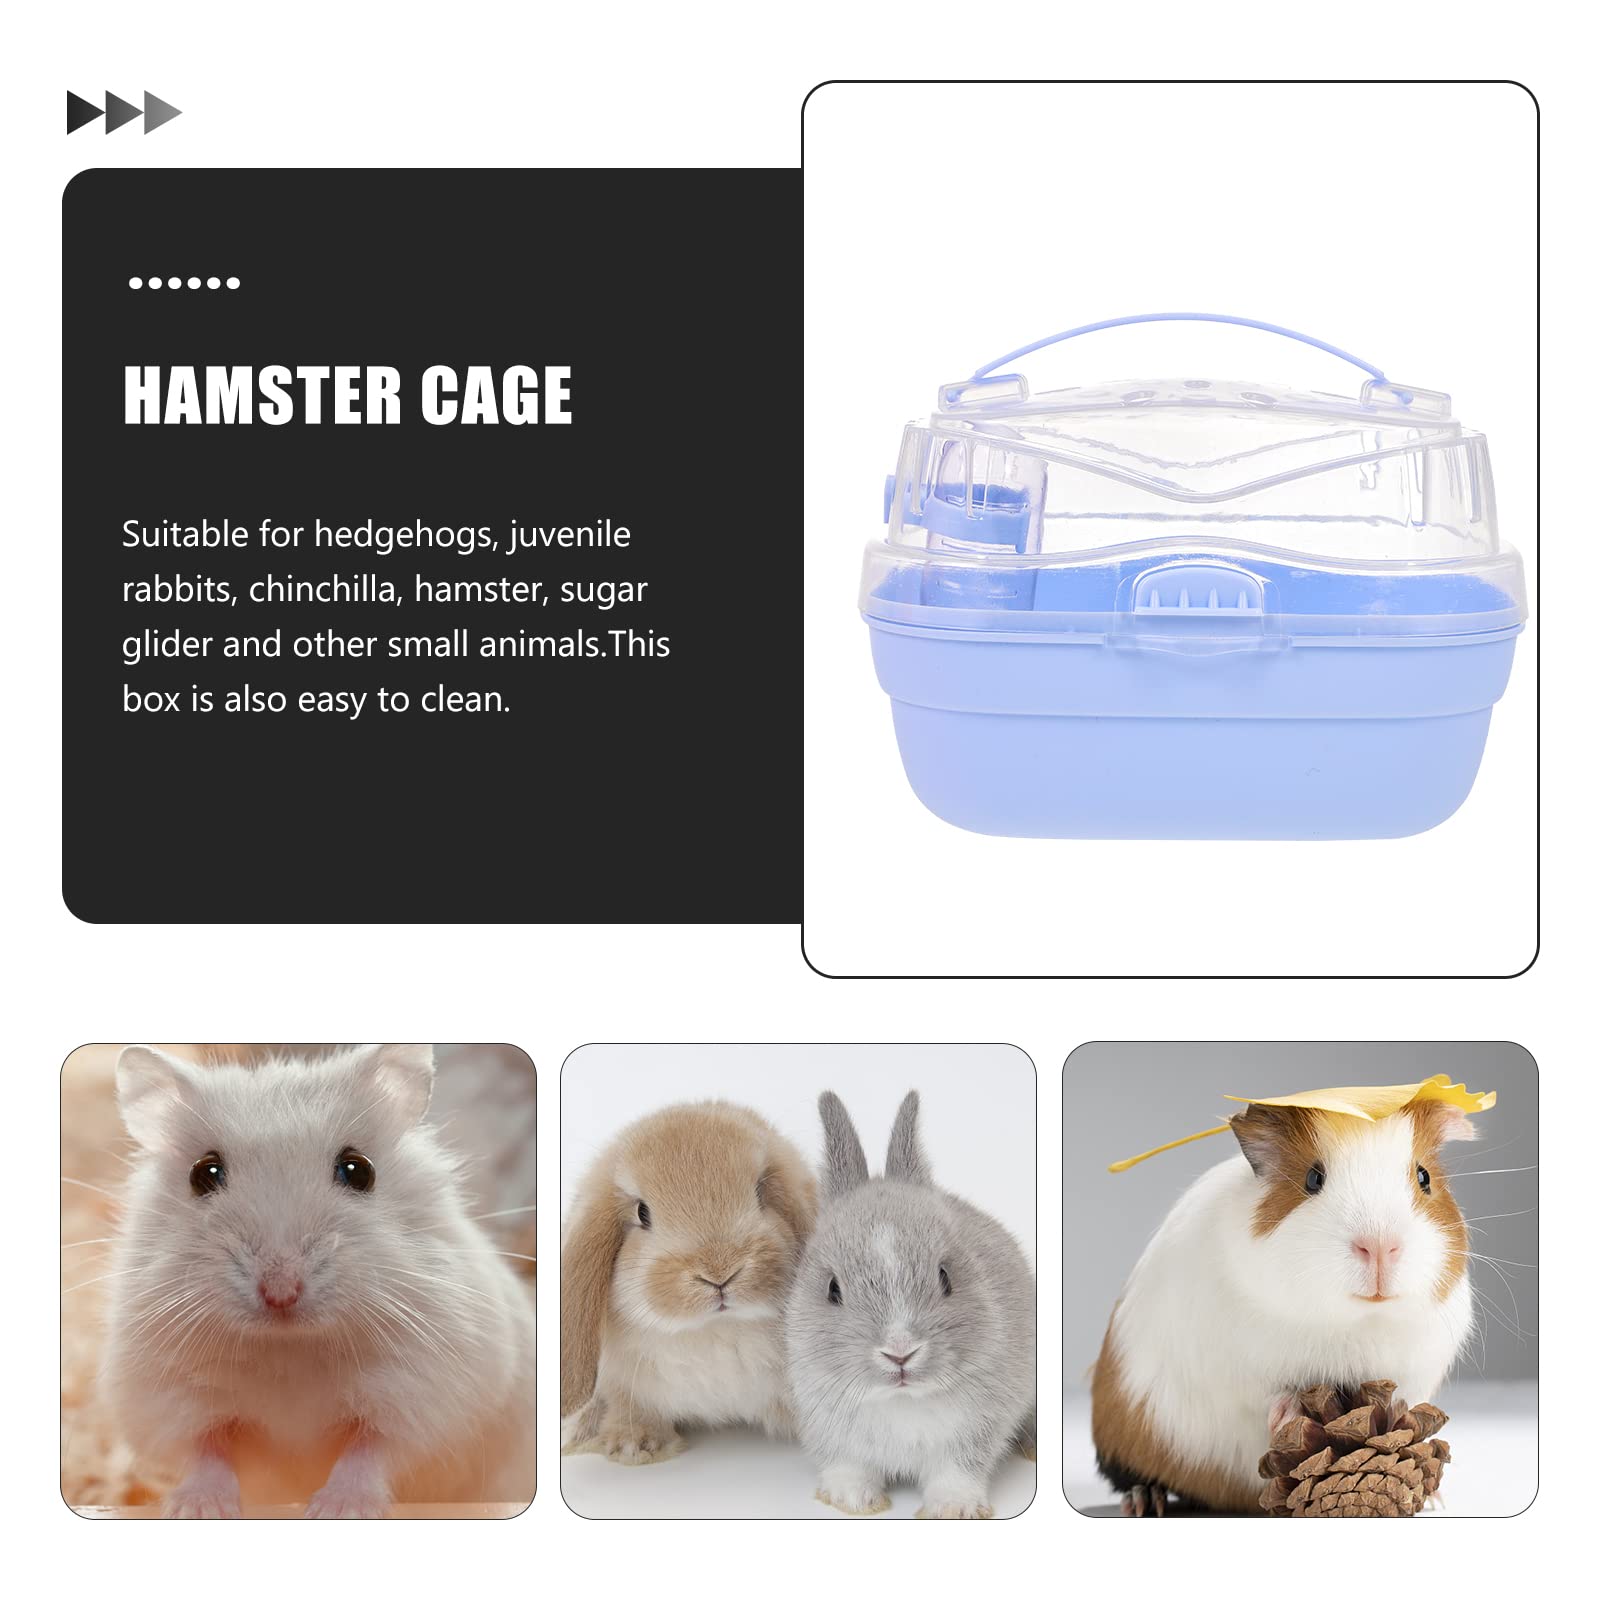 HAMSTER CAGE
Suitable for hedgehogs, juvenile
rabbits, chinchilla, hamster, sugar
glider and other small animals.This
box is also easy to clean.